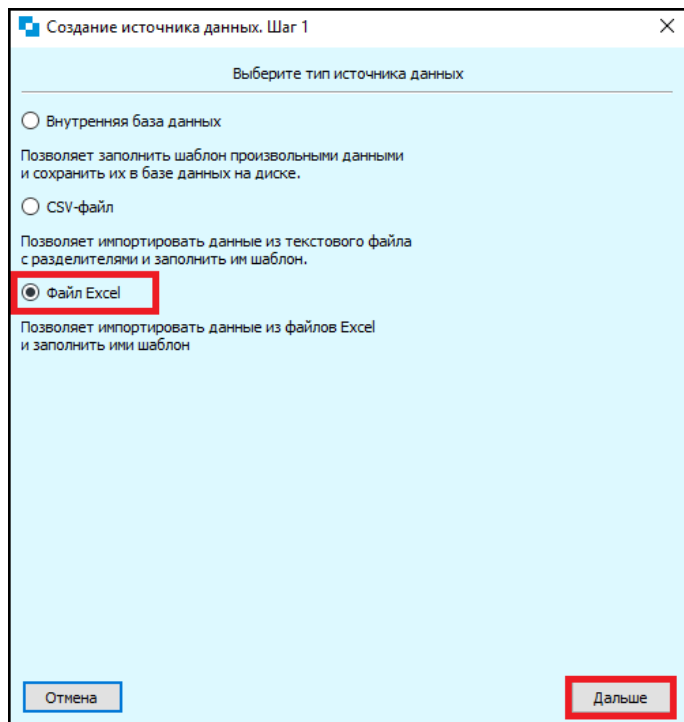 Создание источника данных. Шаг 1
Выберите тип источника данных
Внутренняя база данных
Позволяет заполнить шаблон произвольными данными
и сохранить их в базе данных на диске.
CSV-файл
Позволяет импортировать данные из текстового файла
с разделителями и заполнить им шаблон.
Файл Excel
Позволяет импортировать данные из файлов Excel
и заполнить ими шаблон
Отмена
Дальше